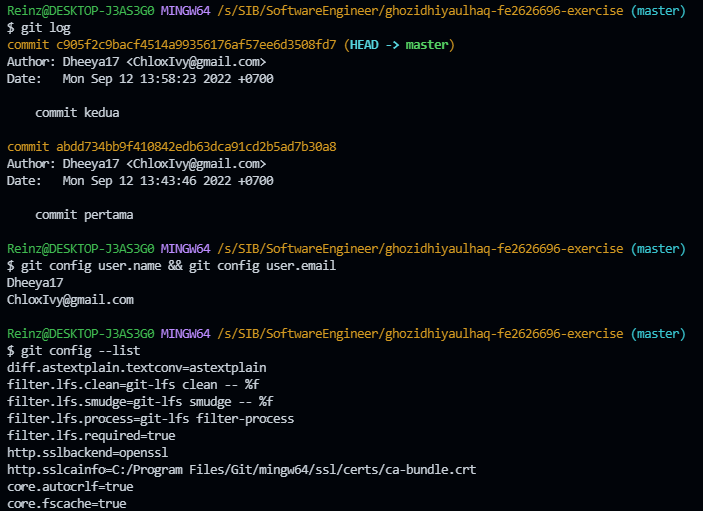 Reinz@DESKTOP-J3AS3G0 MINGW64 /s/SIB/SoftwareEngineer/ghozidhiyaulhaq-fe2626696-exercise (master)
$ git log
commit c905f2c9bacf4514a99356176af57ee6d3508fd7 (HEAD -> master)
Author: Dheeya17 <ChloxIvy@gmail.com>
Date:   Mon Sep 12 13:58:23 2022 +0700

    commit kedua

commit abdd734bb9f410842edb63dca91cd2b5ad7b30a8
Author: Dheeya17 <ChloxIvy@gmail.com>
Date:   Mon Sep 12 13:43:46 2022 +0700

    commit pertama

Reinz@DESKTOP-J3AS3G0 MINGW64 /s/SIB/SoftwareEngineer/ghozidhiyaulhaq-fe2626696-exercise (master)
$ git config user.name && git config user.email
Dheeya17
ChloxIvy@gmail.com

Reinz@DESKTOP-J3AS3G0 MINGW64 /s/SIB/SoftwareEngineer/ghozidhiyaulhaq-fe2626696-exercise (master)
$ git config --list
diff.astextplain.textconv=astextplain
filter.lfs.clean=git-lfs clean -- %f
filter.lfs.smudge=git-lfs smudge -- %f
filter.lfs.process=git-lfs filter-process
filter.lfs.required=true
http.sslbackend=openssl
http.sslcainfo=C:/Program Files/Git/mingw64/ssl/certs/ca-bundle.crt
core.autocrlf=true
core.fscache=true